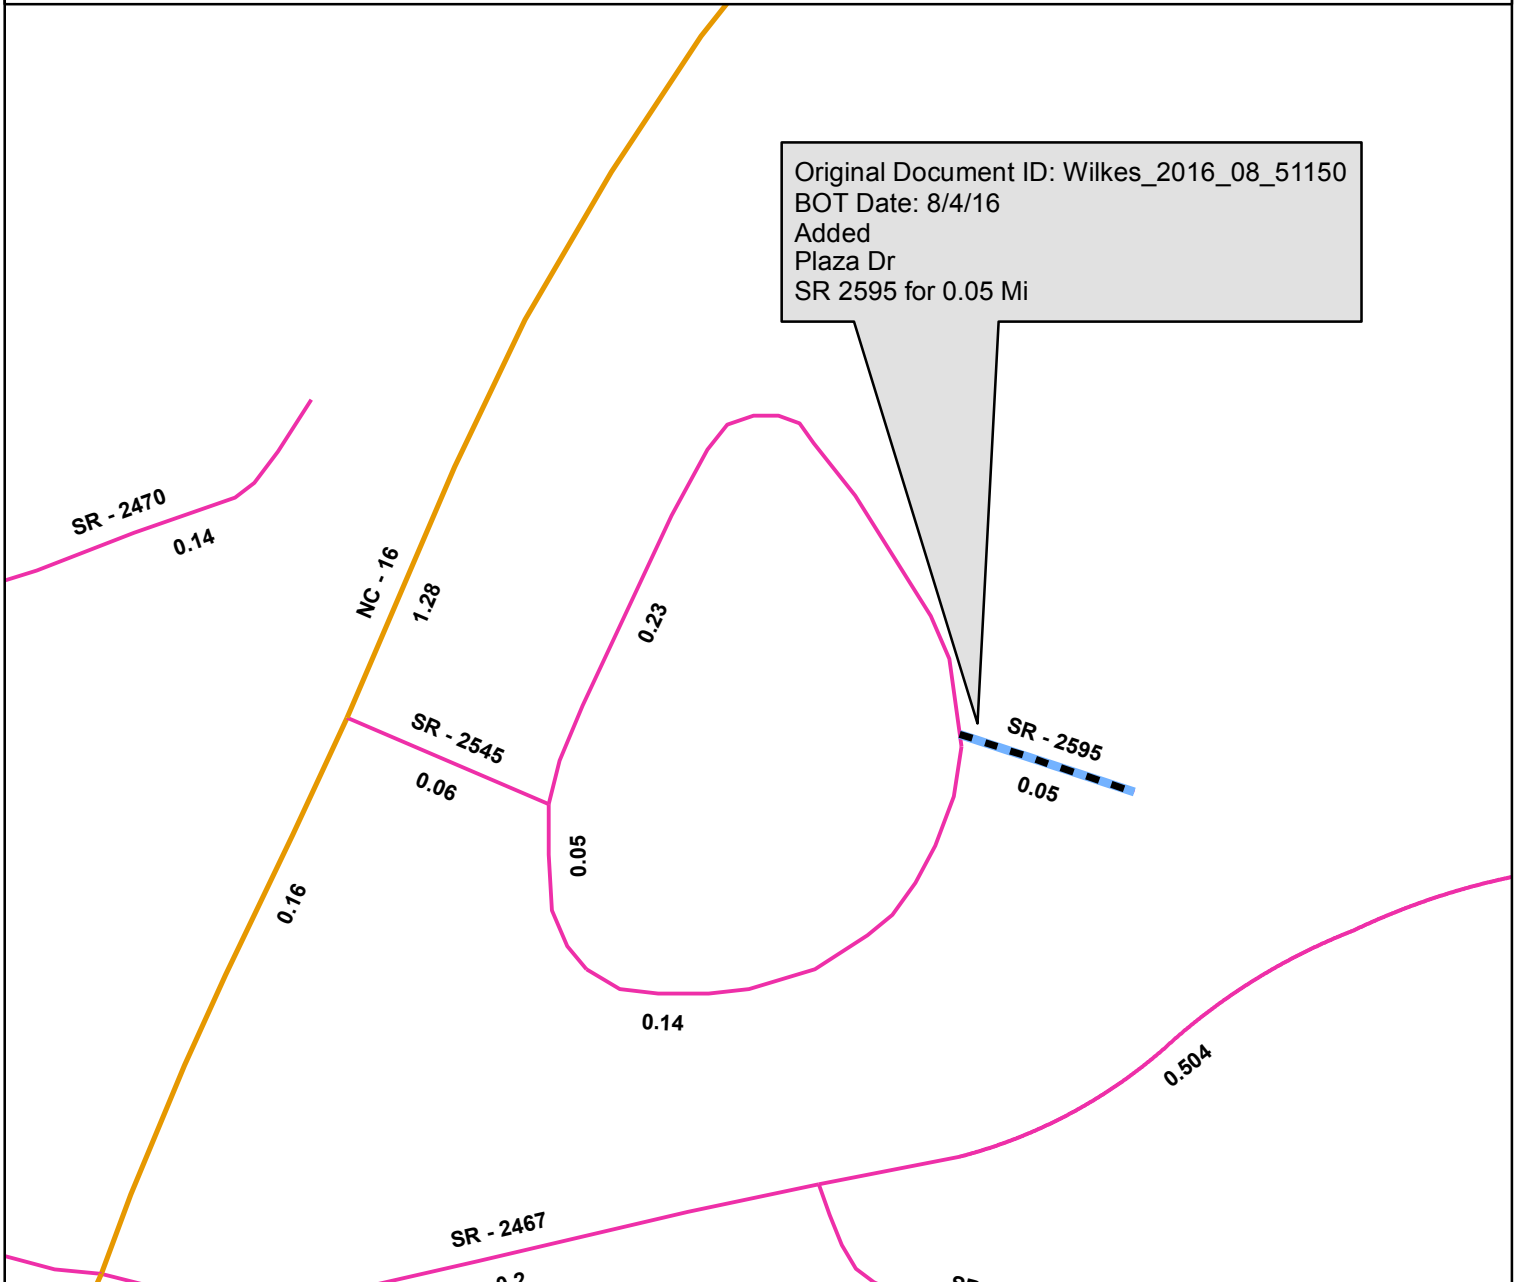 Original Document ID: Wilkes_2016_08_51150
BOT Date: 8/4/16
Added
Plaza Dr
SR 2595 for 0.05 Mi
SR - 2470
0.14
NC - 16
1.28
0.23
SR - 2545
0.06
SR - 2595
0.05
0.05
0.16
0.14
0.504
SR - 2467
0.2